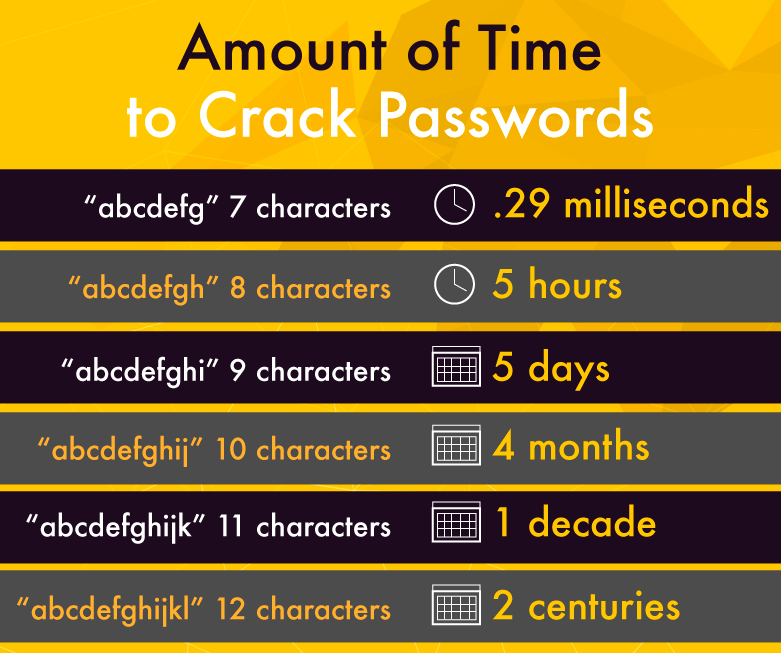 Amount of Time
to Crack Passwords
“abcdefg” 7 characters .29 milliseconds
“abcdefgh” 8 characters 5 hours
“abcdefghi” 9 characters 5 days
“abcdefghij” 10 characters 4 months
“abcdefghijk” 11 characters 1 decade
“abcdefghijkl” 12 characters 2 centuries